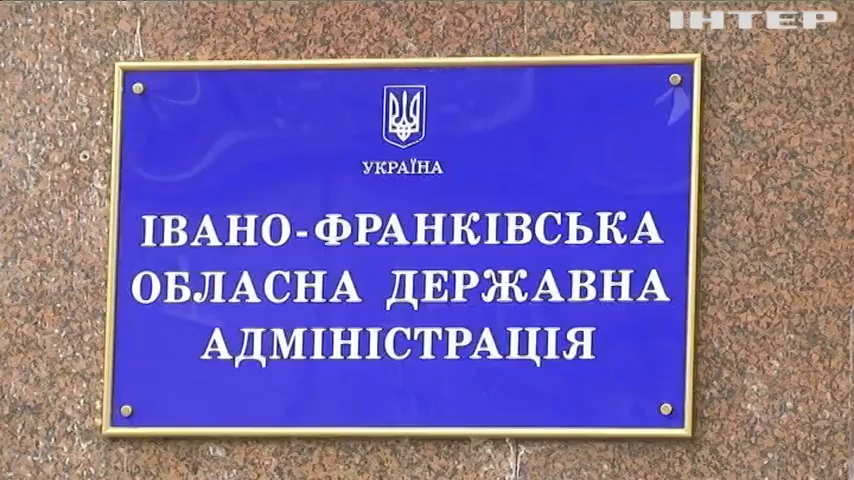 ІНТЕР
УКРАЇНА
ІВАНО-ФРАНКІВСЬКА
ОБЛАСНА ДЕРЖАВНА
АДМІНІСТРАЦІЯ